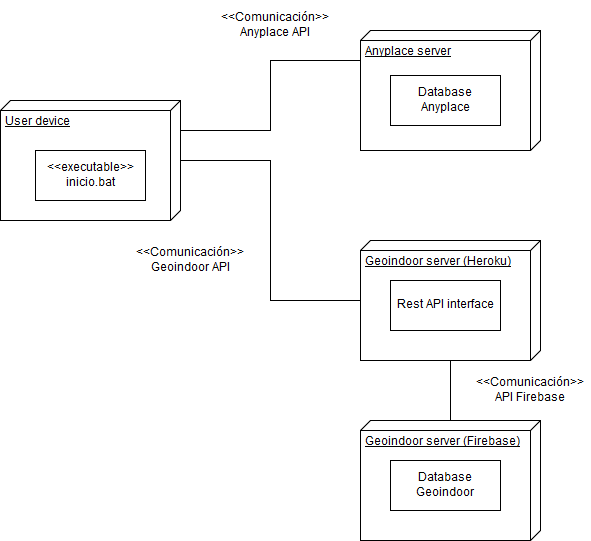 <<Comunicación>>
Anyplace API
Anyplace server
Database
Anyplace
User device
<<executable>>
inicio.bat
<<Comunicación>>
Geoindoor API
Geoindoor server (Heroku)
Rest API interface
<<Comunicación>>
API Firebase
Geoindoor server (Firebase)
Database
Geoindoor